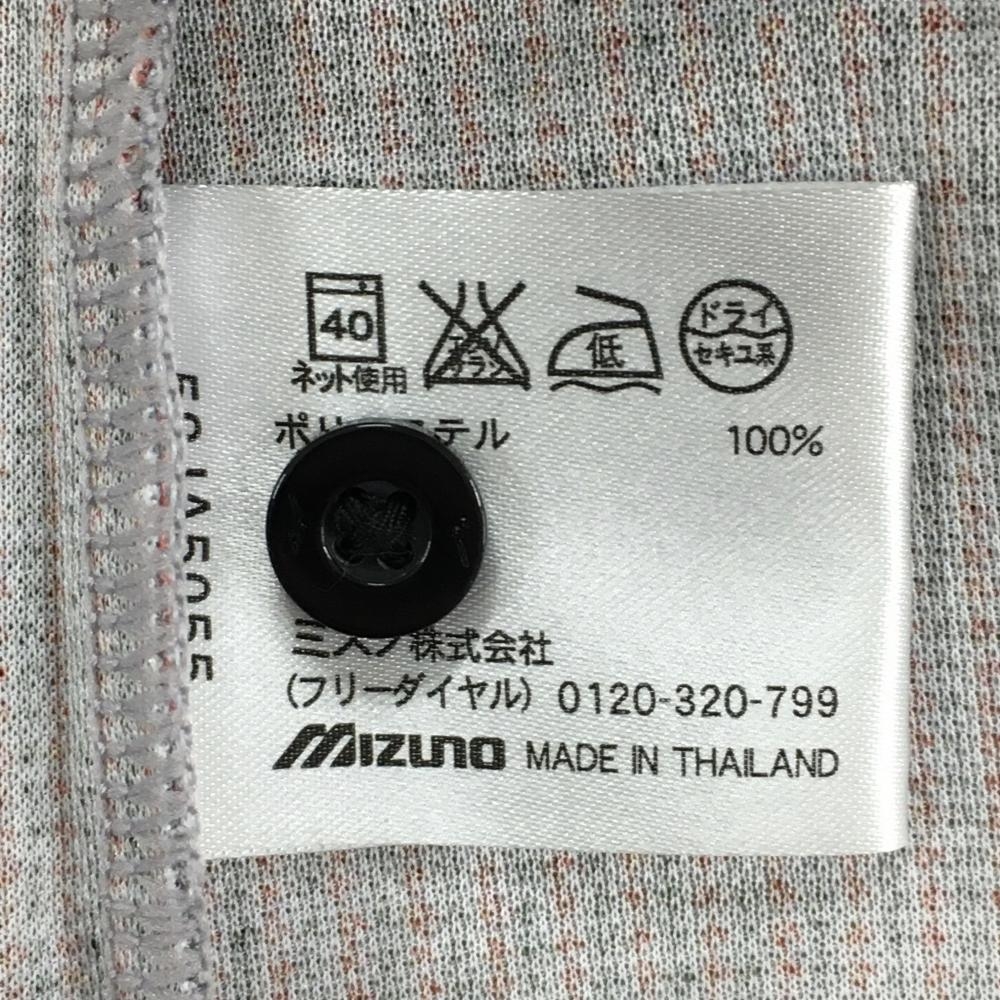 40
ネット使用
低
ドライ
セキユ系
100%
株式会社
(フリーダイヤル) 0120-320-799
MIZUNO MADE IN THAILAND